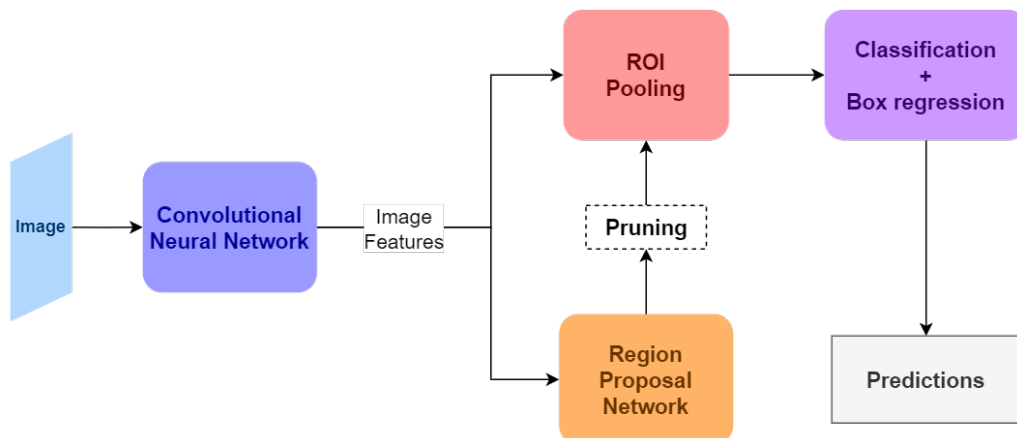 Image
Convolutional
Neural Network
Image
Features
ROI
Pooling
Pruning
Region
Proposal
Network
Classification
+
Box regression
Predictions